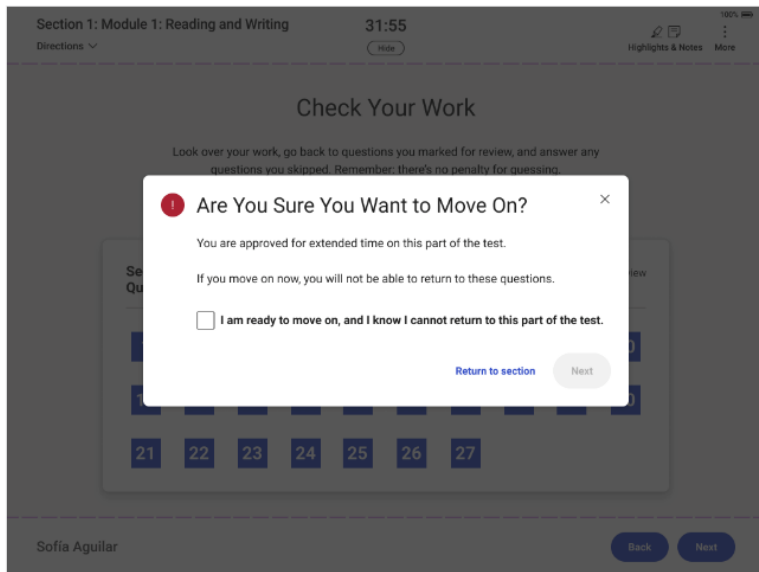 Section 1: Module 1: Reading and Writing
31:55
100%
Directions
Hide
Highlights & Notes
More
Check Your Work
Look over your work, go back to questions you marked for review, and answer any
questions you skipped. Remember: there's no penalty for guessing.
Are You Sure You Want to Move On?
You are approved for extended time on this part of the test.
If you move on now, you will not be able to return to these questions.
I am ready to move on, and I know I cannot return to this part of the test.
Return to section
Next
21 22 23 24 25 26 27
Sofía Aguilar
Back
Next